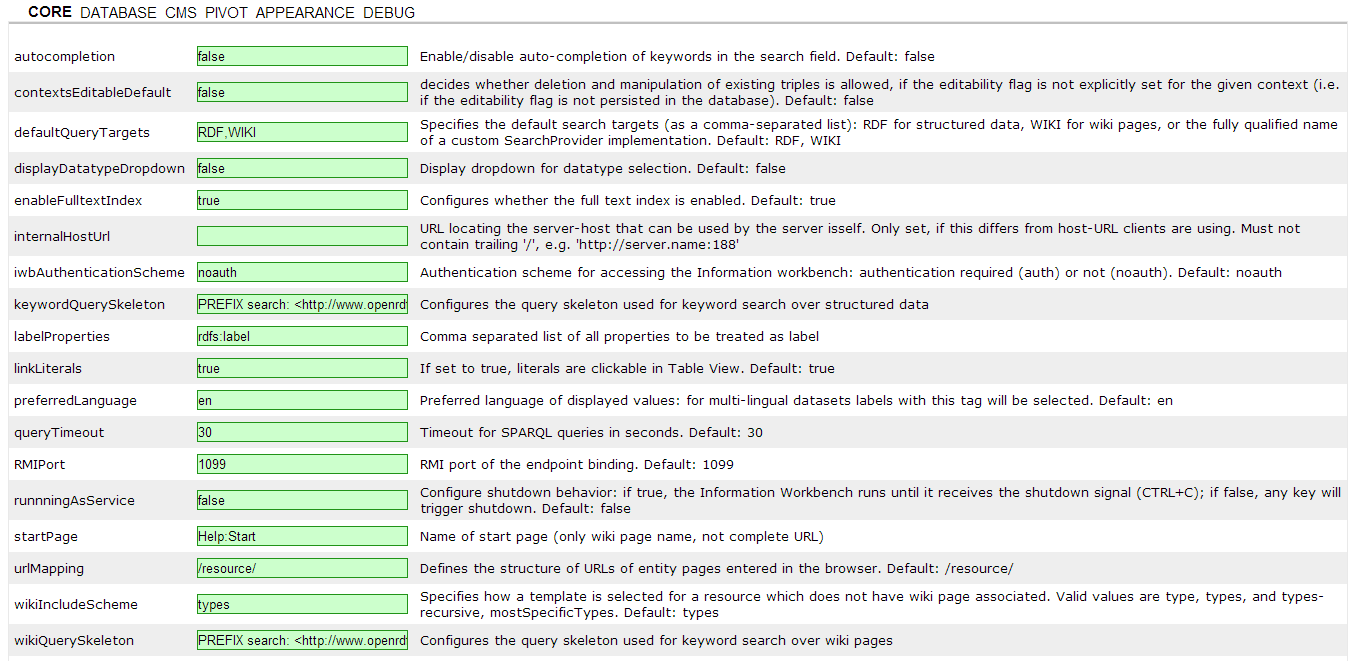 CORE DATABASE CMS PIVOT APPEARANCE DEBUG
autocompletion false Enable/disable auto-completion of keywords in the search field. Default: false
contextsEditableDefault false decides whether deletion and manipulation of existing triples is allowed, if the editability flag is not explicitly set for the given context (i.e.
if the editability flag is not persisted in the database). Default: false
defaultQueryTargets RDF,WIKI Specifies the default search targets (as a comma-separated list): RDF for structured data, WIKI for wiki pages, or the fully qualified name
of a custom SearchProvider implementation. Default: RDF, WIKI
displayDatatypeDropdown false Display dropdown for datatype selection. Default: false
enableFulltextIndex true Configures whether the full text index is enabled. Default: true
internalHostUrl URL locating the server-host that can be used by the server isself. Only set, if this differs from host-URL clients are using. Must not
contain trailing '/', e.g. 'http://server.name:188'
iwbAuthenticationScheme noauth Authentication scheme for accessing the Information workbench: authentication required (auth) or not (noauth). Default: noauth
keywordQuerySkeleton PREFIX search: <http://www.openrd Configures the query skeleton used for keyword search over structured data
labelProperties rdfs:label Comma separated list of all properties to be treated as label
linkLiterals true If set to true, literals are clickable in Table View. Default: true
preferredLanguage en Preferred language of displayed values: for multi-lingual datasets labels with this tag will be selected. Default: en
queryTimeout 30 Timeout for SPARQL queries in seconds. Default: 30
RMIPort 1099 RMI port of the endpoint binding. Default: 1099
runnningAsService false Configure shutdown behavior: if true, the Information Workbench runs until it receives the shutdown signal (CTRL+C); if false, any key will
trigger shutdown. Default: false
startPage Help:Start Name of start page (only wiki page name, not complete URL)
urlMapping /resource/ Defines the structure of URLs of entity pages entered in the browser. Default: /resource/
wikiIncludeScheme types Specifies how a template is selected for a resource which does not have wiki page associated. Valid values are type, types, and types-
recursive, mostSpecificTypes. Default: types
wikiQuerySkeleton PREFIX search: <http://www.openrd Configures the query skeleton used for keyword search over wiki pages